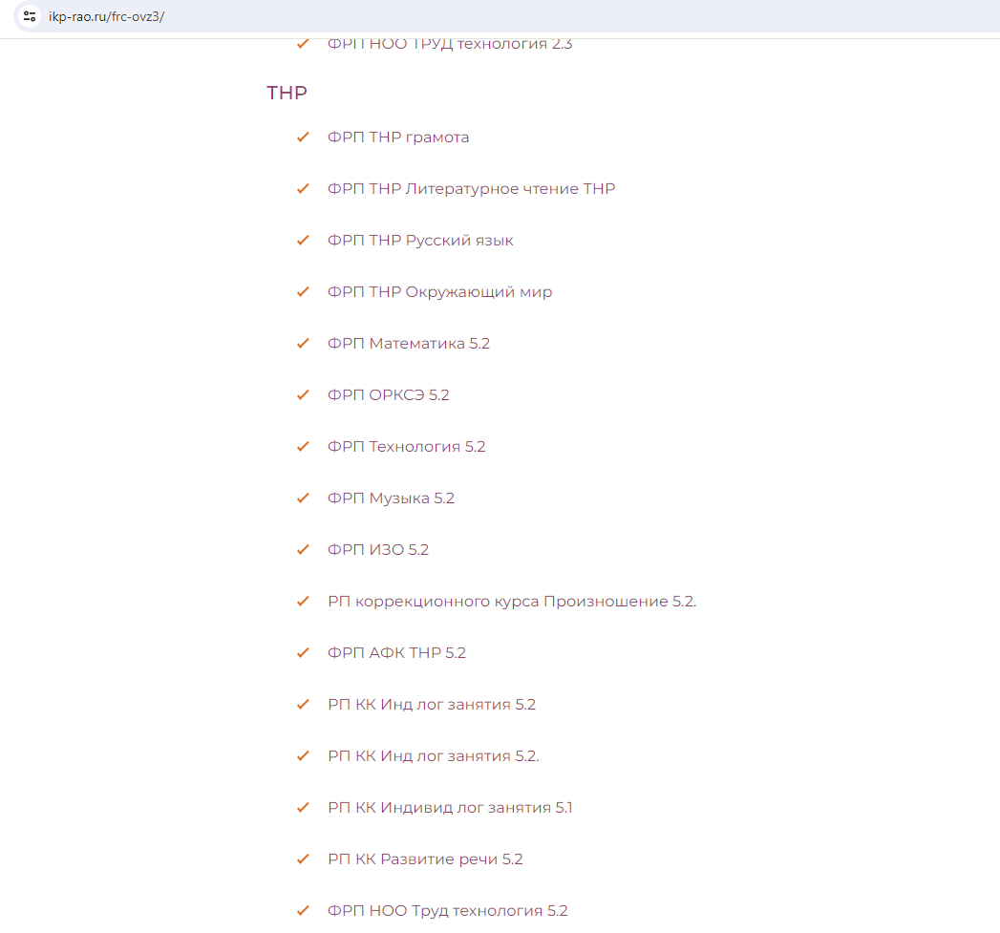 ikp-rao.ru/frc-ovz3/
ФРП НОО ТРУД технология 2.3
ТНР
ФРП ТНР грамота
ФРП ТНР Литературное чтение ТНР
ФРП ТНР Русский язык
ФРП ТНР Окружающий мир
ФРП Математика 5.2
ФРП ОРКСЭ 5.2
ФРП Технология 5.2
ФРП Музыка 5.2
ФРП ИЗО 5.2
РП коррекционного курса Произношение 5.2.
ФРП АФК ТНР 5.2
РП КК Инд лог занятия 5.2
РП КК Инд лог занятия 5.2.
РП КК Индивид лог занятия 5.1
РП КК Развитие речи 5.2
ФРП НОО Труд технология 5.2